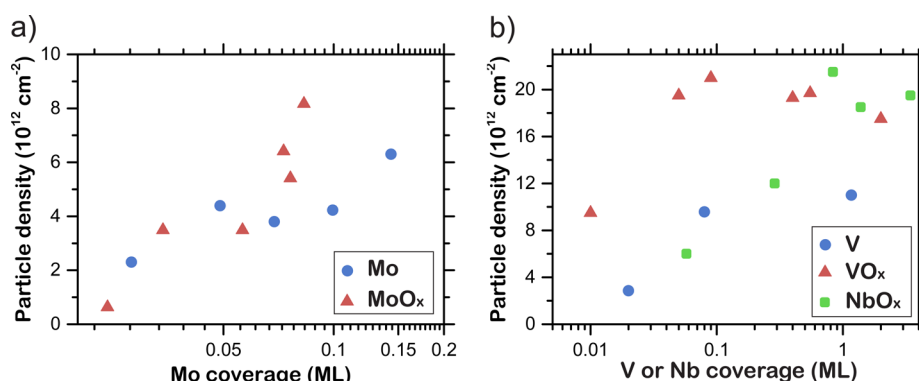 a)
Particle density (10¹² cm⁻²)
10
8
6
4
2
0
Mo
MoOₓ
0.05
0.1
0.15
0.2
Mo coverage (ML)
b)
Particle density (10¹² cm⁻²)
20
16
12
8
4
0
V
VOₓ
NbOₓ
0.01
0.1
1
V or Nb coverage (ML)